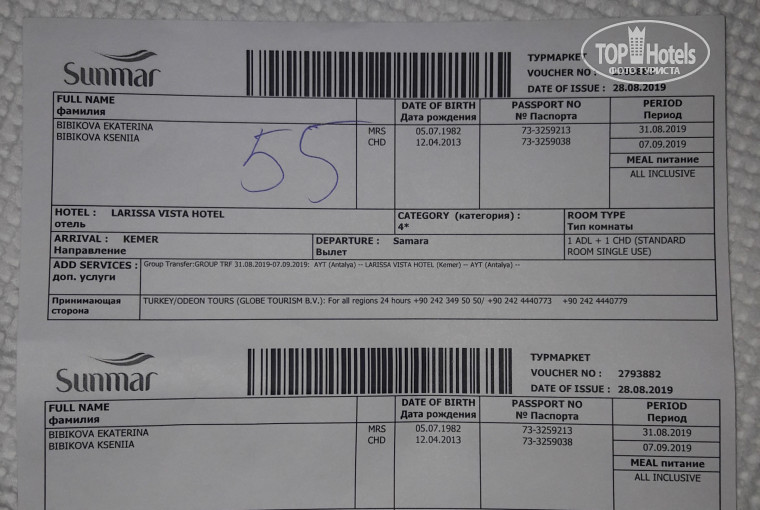 TOP Hotels
ФОТО ТУРИСТА
Sunmar
ТУРМАРКЕТ
VOUCHER NO :
DATE OF ISSUE : 28.08.2019
FULL NAME DATE OF BIRTH PASSPORT NO PERIOD
фамилия Дата рождения № Паспорта Период
BIBIKOVA EKATERINA MRS 05.07.1982 73-3259213 31.08.2019
BIBIKOVA KSENIIA CHD 12.04.2013 73-3259038 07.09.2019
55
MEAL питание
ALL INCLUSIVE
HOTEL : LARISSA VISTA HOTEL CATEGORY (категория) : ROOM TYPE
отель 4* Тип комнаты
ARRIVAL : KEMER DEPARTURE : Samara 1 ADL + 1 CHD (STANDARD
Направление Вылет ROOM SINGLE USE)
ADD SERVICES : Group Transfer:GROUP TRF 31.08.2019-07.09.2019: AYT (Antalya) -- LARISSA VISTA HOTEL (Kemer) -- AYT (Antalya) --
доп. услуги
Принимающая TURKEY/ODEON TOURS (GLOBE TOURISM B.V.): For all regions 24 hours +90 242 349 50 50/ +90 242 4440773 +90 242 4440779
сторона
Sunmar
ТУРМАРКЕТ
VOUCHER NO : 2793882
DATE OF ISSUE : 28.08.2019
FULL NAME DATE OF BIRTH PASSPORT NO PERIOD
фамилия Дата рождения № Паспорта Период
BIBIKOVA EKATERINA MRS 05.07.1982 73-3259213 31.08.2019
BIBIKOVA KSENIIA CHD 12.04.2013 73-3259038 07.09.2019
MEAL питание
ALL INCLUSIVE